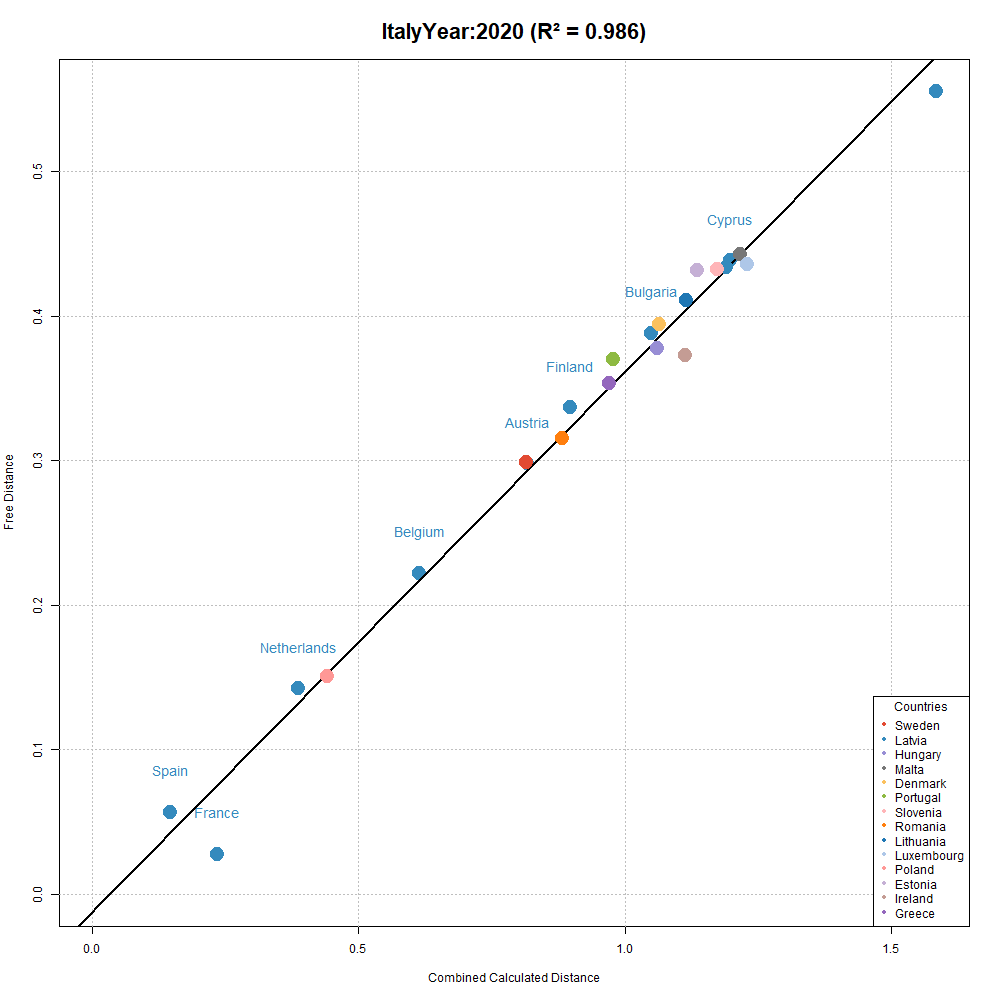 ItalyYear:2020 (R² = 0.986)
Free Distance
0.5
0.4
0.3
0.2
0.1
0.0
Cyprus
Bulgaria
Finland
Austria
Belgium
Netherlands
Spain
France
Countries
Sweden
Latvia
Hungary
Malta
Denmark
Portugal
Slovenia
Romania
Lithuania
Luxembourg
Poland
Estonia
Ireland
Greece
0.0 0.5 1.0 1.5
Combined Calculated Distance